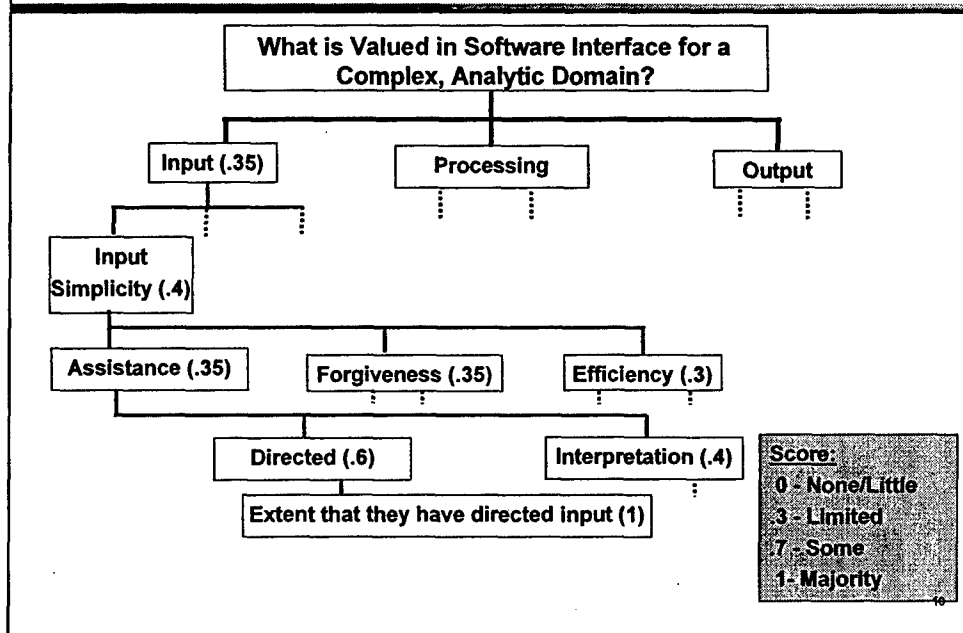 What is Valued in Software Interface for a
Complex, Analytic Domain?
Input (.35)
Processing
Output
Input
Simplicity (.4)
Assistance (.35)
Forgiveness (.35)
Efficiency (.3)
Directed (.6)
Interpretation (.4)
Extent that they have directed input (1)
Score:
0 - None/Little
.3 - Limited
.7 - Some
1- Majority
10